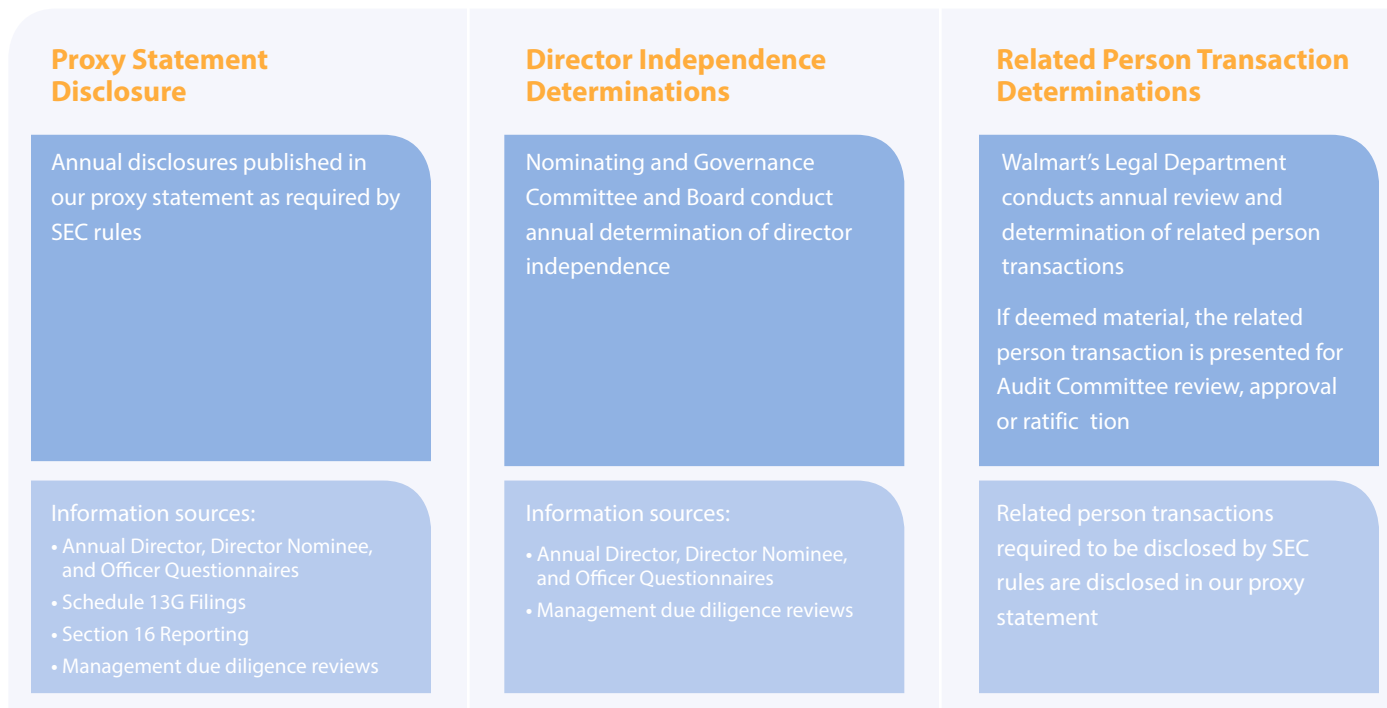 Proxy Statement
Disclosure
Annual disclosures published in
our proxy statement as required by
SEC rules
Information sources:
• Annual Director, Director Nominee,
and Officer Questionnaires
• Schedule 13G Filings
• Section 16 Reporting
• Management due diligence reviews
Director Independence
Determinations
Nominating and Governance
Committee and Board conduct
annual determination of director
independence
Information sources:
• Annual Director, Director Nominee,
and Officer Questionnaires
• Management due diligence reviews
Related Person Transaction
Determinations
Walmart’s Legal Department
conducts annual review and
determination of related person
transactions
If deemed material, the related
person transaction is presented for
Audit Committee review, approval
or ratific tion
Related person transactions
required to be disclosed by SEC
rules are disclosed in our proxy
statement